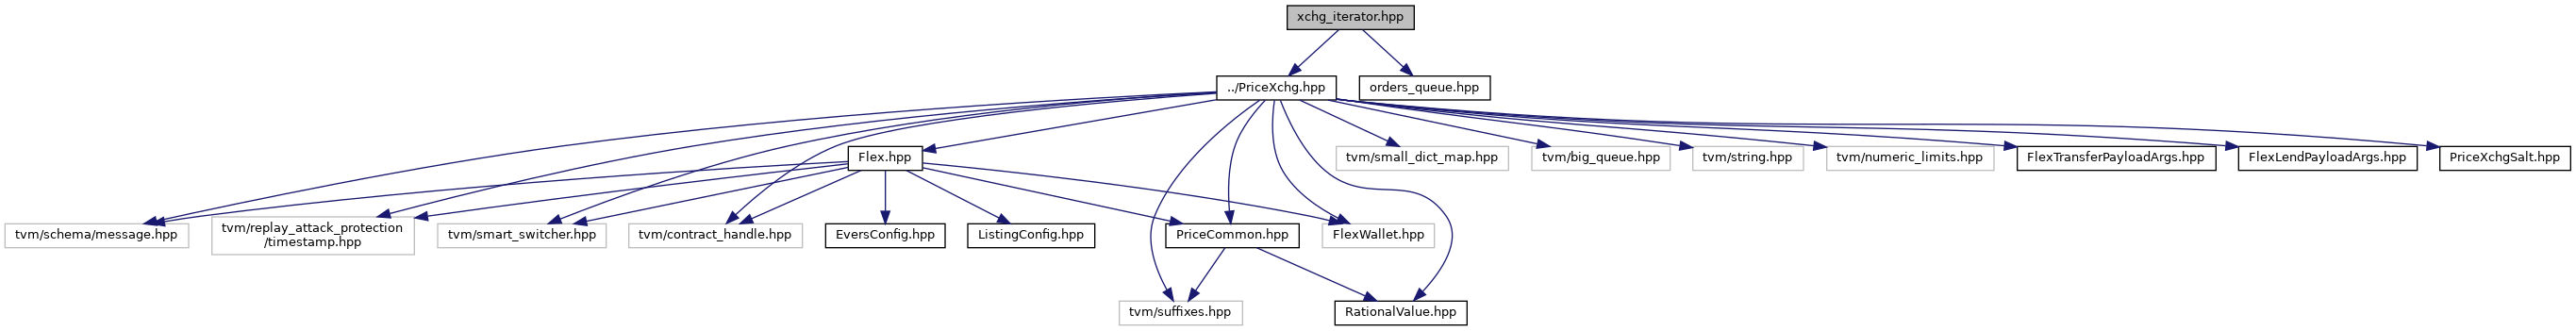 xchg_iterator.hpp
../PriceXchg.hpp
orders_queue.hpp
Flex.hpp
tvm/small_dict_map.hpp
tvm/big_queue.hpp
tvm/string.hpp
tvm/numeric_limits.hpp
FlexTransferPayloadArgs.hpp
FlexLendPayloadArgs.hpp
PriceXchgSalt.hpp
tvm/schema/message.hpp
tvm/replay_attack_protection
/timestamp.hpp
tvm/smart_switcher.hpp
tvm/contract_handle.hpp
EversConfig.hpp
ListingConfig.hpp
PriceCommon.hpp
FlexWallet.hpp
tvm/suffixes.hpp
RationalValue.hpp